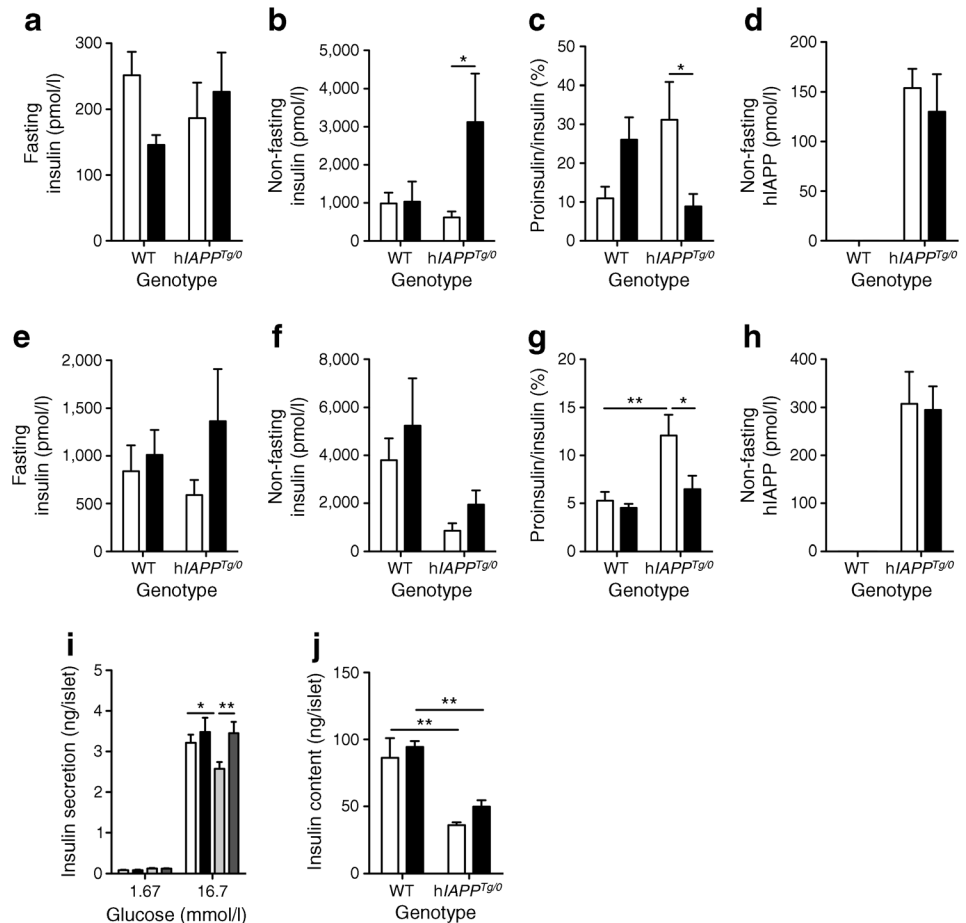 a
Fasting
insulin (pmol/l)
300
200
100
0
WT
hIAPPTg/0
Genotype
b
Non-fasting
insulin (pmol/l)
5,000
4,000
3,000
2,000
1,000
0
*
WT
hIAPPTg/0
Genotype
c
Proinsulin/insulin (%)
50
40
30
20
10
0
*
WT
hIAPPTg/0
Genotype
d
Non-fasting
hIAPP (pmol/l)
200
150
100
50
0
WT
hIAPPTg/0
Genotype
e
Fasting
insulin (pmol/l)
2,000
1,500
1,000
500
0
WT
hIAPPTg/0
Genotype
f
Non-fasting
insulin (pmol/l)
8,000
6,000
4,000
2,000
0
WT
hIAPPTg/0
Genotype
g
Proinsulin/insulin (%)
20
15
10
5
0
**
*
WT
hIAPPTg/0
Genotype
h
Non-fasting
hIAPP (pmol/l)
400
300
200
100
0
WT
hIAPPTg/0
Genotype
i
Insulin secretion (ng/islet)
5
4
3
2
1
0
*
**
1.67
16.7
Glucose (mmol/l)
j
Insulin content (ng/islet)
150
100
50
0
**
**
WT
hIAPPTg/0
Genotype